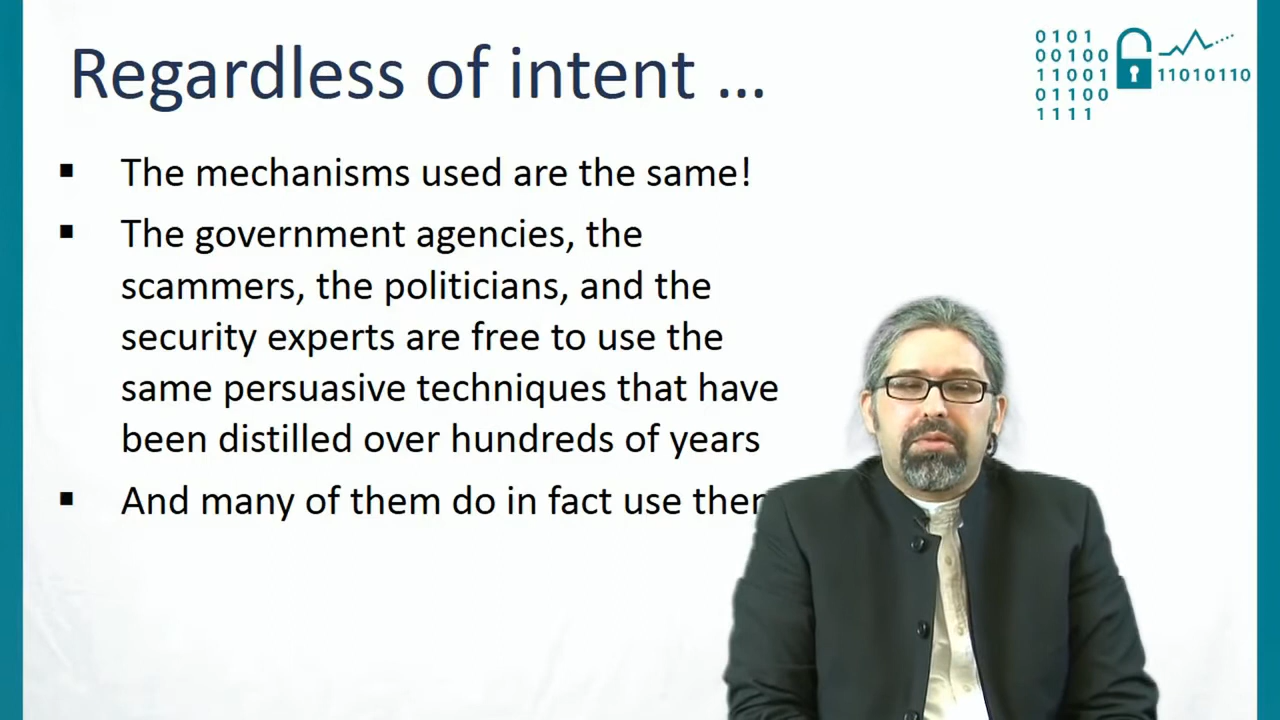 Regardless of intent ...
0101
00100
11001
11010110
01100
1111
▪ The mechanisms used are the same!
▪ The government agencies, the
scammers, the politicians, and the
security experts are free to use the
same persuasive techniques that have
been distilled over hundreds of years
▪ And many of them do in fact use